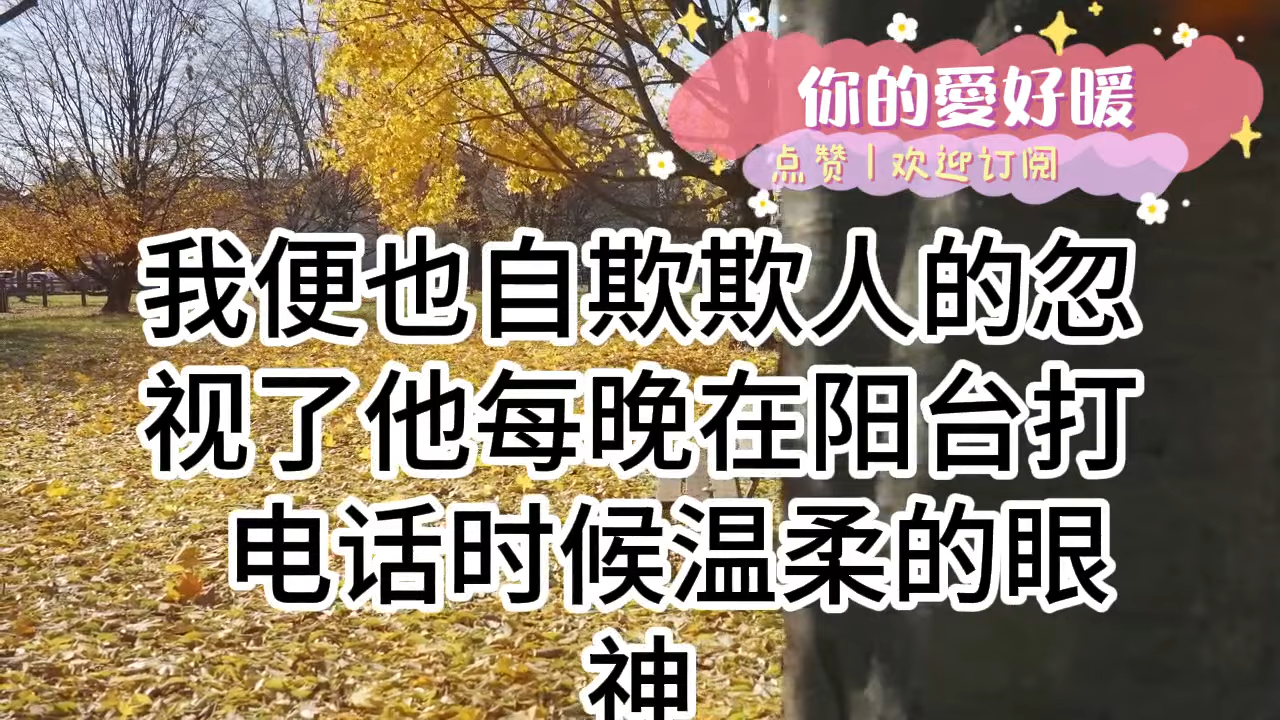 你的愛好暖
点赞 | 欢迎订阅
我便也自欺欺人的忽
视了他每晚在阳台打
电话时候温柔的眼
神